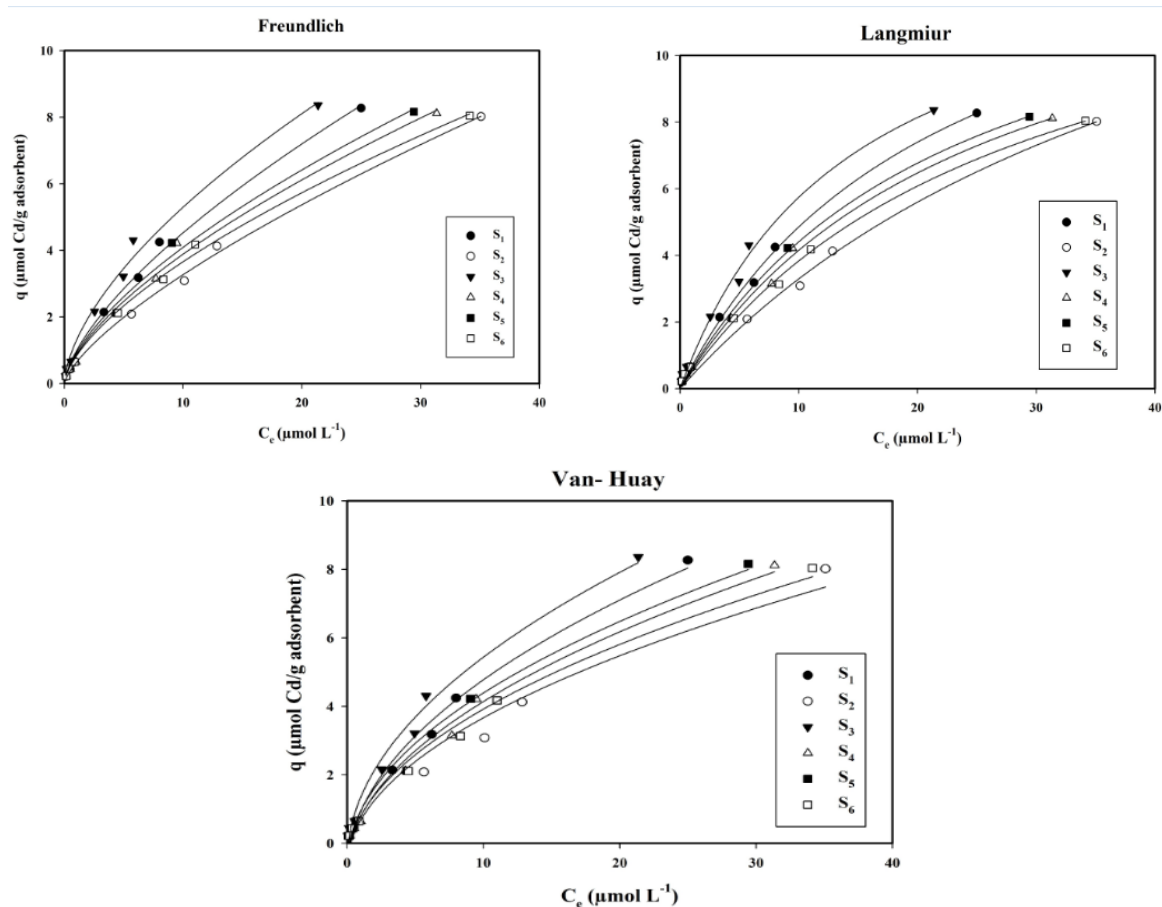 Freundlich
10
8
6
4
2
0
q (µmol Cd/g adsorbent)
S₁
S₂
S₃
S₄
S₅
S₆
0 10 20 30 40
Cₑ (µmol L⁻¹)
Langmiur
10
8
6
4
2
0
q (µmol Cd/g adsorbent)
S₁
S₂
S₃
S₄
S₅
S₆
0 10 20 30 40
Cₑ (µmol L⁻¹)
Van- Huay
10
8
6
4
2
0
q (µmol Cd/g adsorbent)
S₁
S₂
S₃
S₄
S₅
S₆
0 10 20 30 40
Cₑ (µmol L⁻¹)